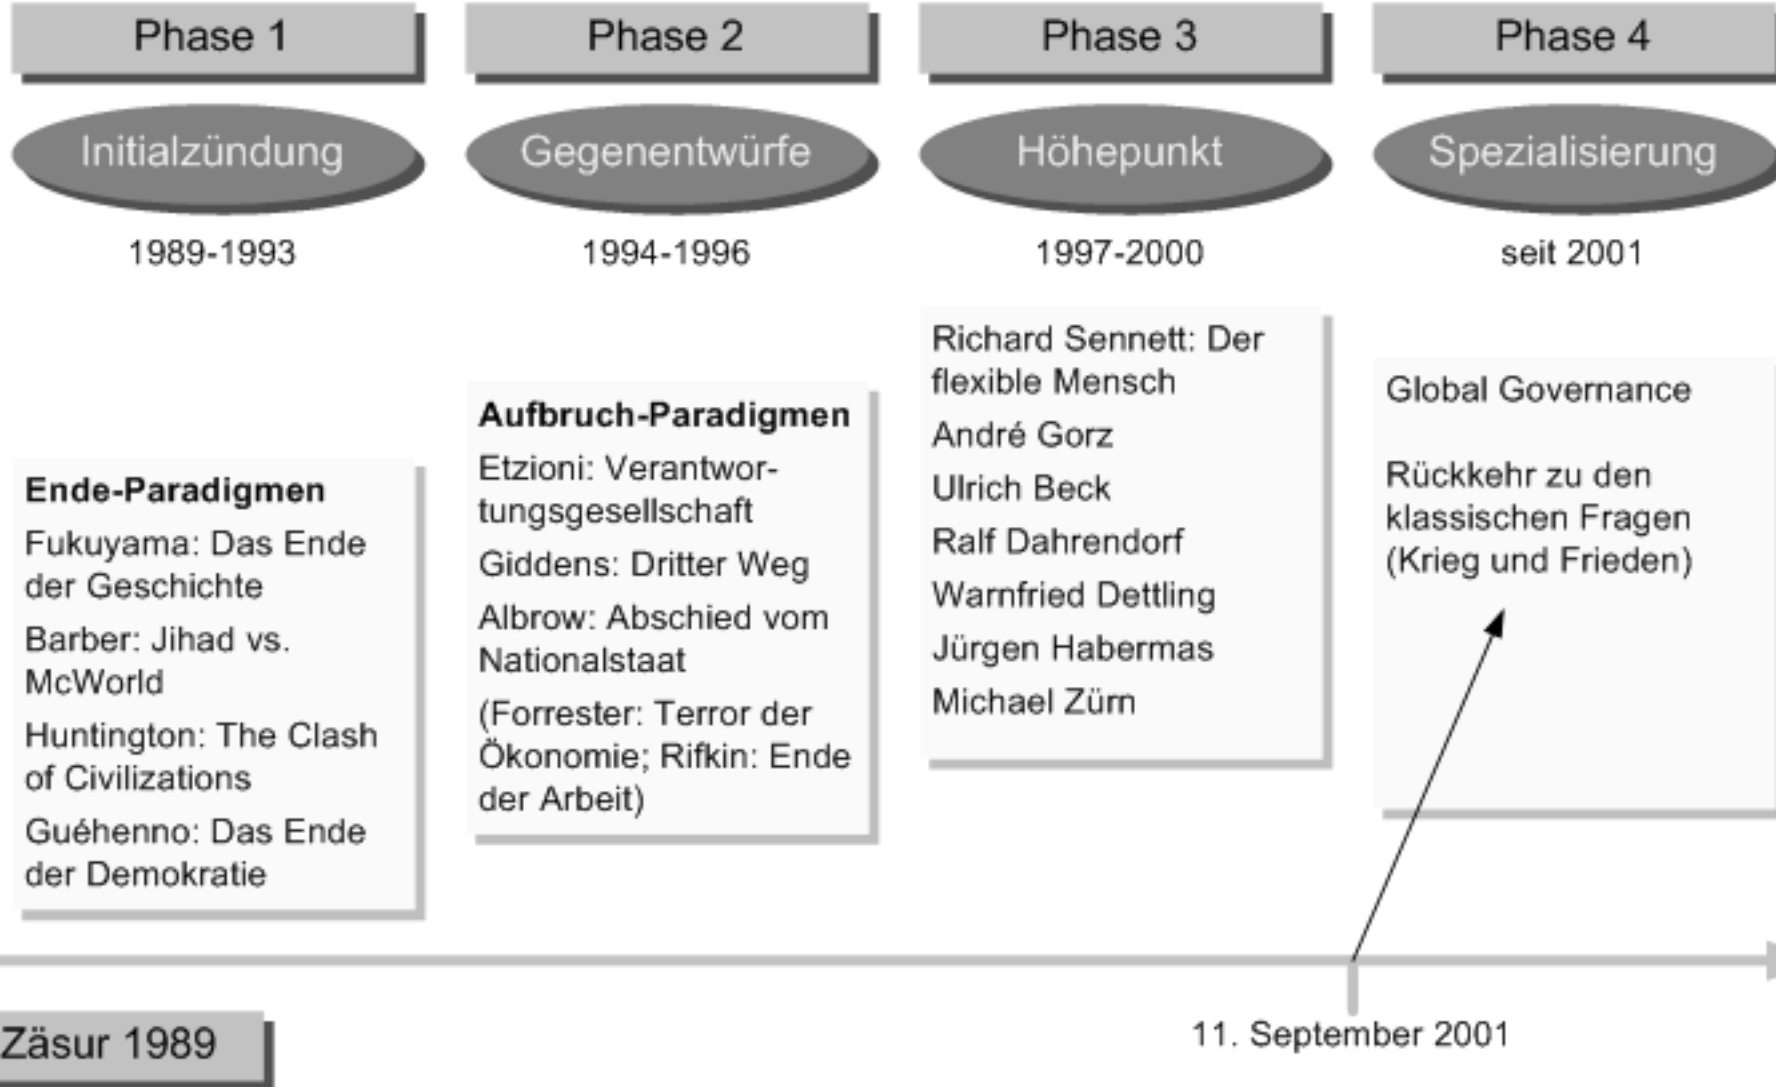 Phase 1
Phase 2
Phase 3
Phase 4
Initialzündung
Gegenentwürfe
Höhepunkt
Spezialisierung
1989-1993
1994-1996
1997-2000
seit 2001
Ende-Paradigmen
Fukuyama: Das Ende
der Geschichte
Barber: Jihad vs.
McWorld
Huntington: The Clash
of Civilizations
Guéhenno: Das Ende
der Demokratie
Aufbruch-Paradigmen
Etzioni: Verantwor-
tungsgesellschaft
Giddens: Dritter Weg
Albrow: Abschied vom
Nationalstaat
(Forrester: Terror der
Ökonomie; Rifkin: Ende
der Arbeit)
Richard Sennett: Der
flexible Mensch
André Gorz
Ulrich Beck
Ralf Dahrendorf
Warnfried Dettling
Jürgen Habermas
Michael Zürn
Global Governance
Rückkehr zu den
klassischen Fragen
(Krieg und Frieden)
11. September 2001
Zäsur 1989